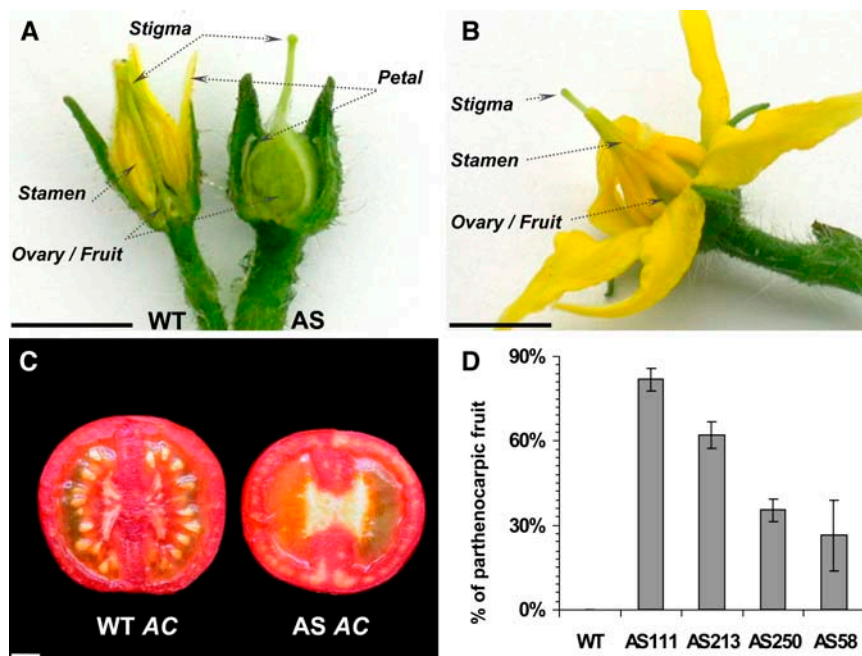 A
Stigma
Petal
Stamen
Ovary / Fruit
WT
AS
B
Stigma
Stamen
Ovary / Fruit
C
WT AC
AS AC
D
% of parthenocarpic fruit
90%
60%
30%
0%
WT AS111 AS213 AS250 AS58